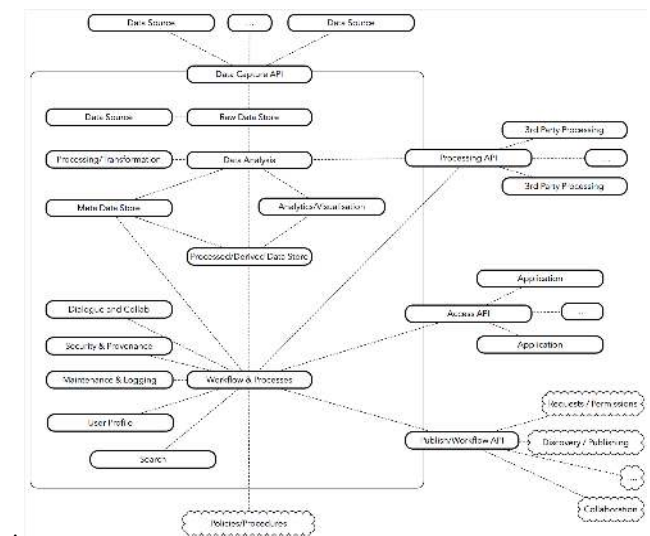 Data Source
...
Data Source
Data Capture API
Data Source
Raw Data Store
3rd Party Processing
Processing/Transformation
Data Analysis
Processing API
...
3rd Party Processing
Meta Data Store
Analytics/Visualisation
Processed/Derived Data Store
Application
Dialogue and Collab
Access API
...
Security & Provenance
Application
Maintenance & Logging
Workflow & Processes
Requests / Permissions
User Profile
Publish/Workflow API
Discovery / Publishing
Search
...
Collaboration
Policies/Procedures